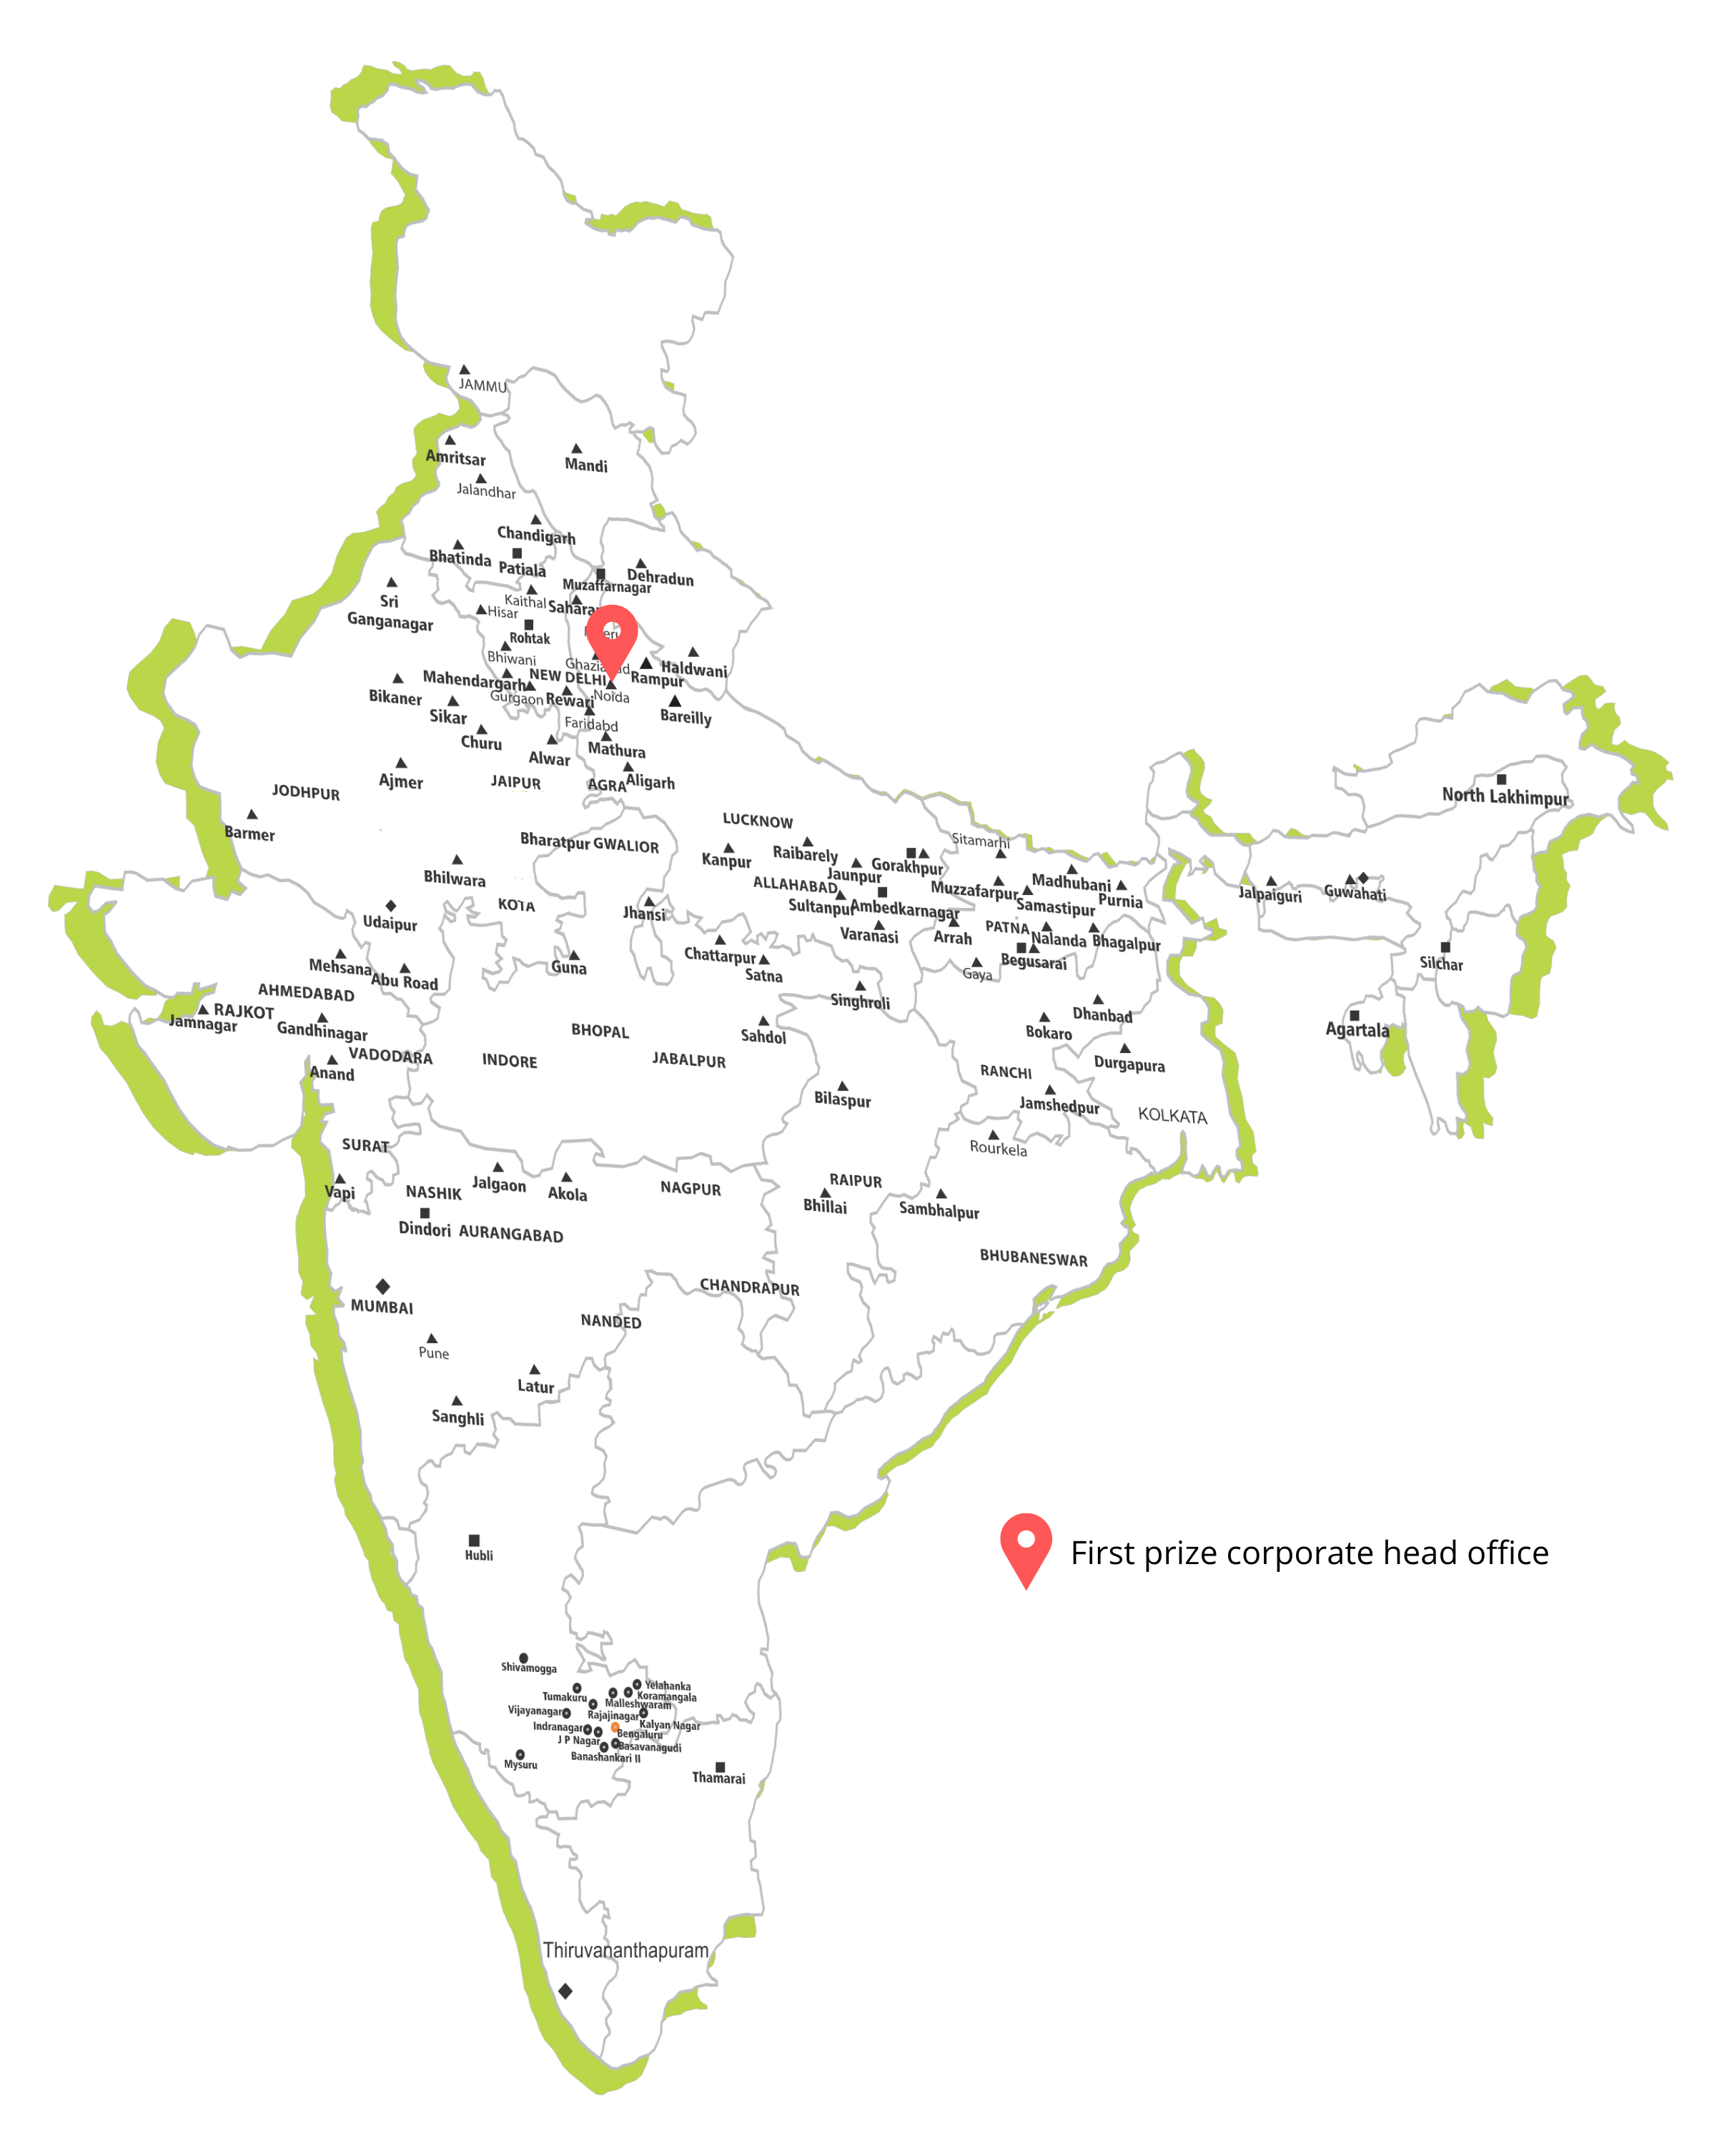 JAMMU
Amritsar
Mandi
Jalandhar
Chandigarh
Bhatinda
Patiala
Dehradun
Muzaffarnagar
Sri
Ganganagar
Kaithal
Hisar
Rohtak
Bhiwani
Haldwani
Mahendargarh
NEW DELHI
Rampur
Bikaner
Gurgaon
Rewari
Noida
Sikar
Faridabd
Bareilly
Churu
Alwar
Mathura
Ajmer
JAIPUR
AGRA
Aligarh
JODHPUR
Barmer
LUCKNOW
North Lakhimpur
Bharatpur
GWALIOR
Kanpur
Raibarely
Gorakhpur
Sitamarhi
Bhilwara
Jaunpur
ALLAHABAD
Muzzafarpur
Madhubani
Jalpaiguri
Guwahati
KOTA
Jhansi
Sultanpur
Ambedkarnagar
Samastipur
Purnia
Udaipur
Varanasi
Arrah
PATNA
Nalanda
Bhagalpur
Mehsana
Abu Road
Guna
Chattarpur
Satna
Gaya
Begusarai
Silchar
AHMEDABAD
Singhroli
RAJKOT
Jamnagar
Gandhinagar
BHOPAL
Sahdol
Bokaro
Dhanbad
Agartala
VADODARA
Anand
INDORE
JABALPUR
RANCHI
Durgapura
Bilaspur
Jamshedpur
KOLKATA
SURAT
Rourkela
Vapi
NASHIK
Jalgaon
Akola
NAGPUR
RAIPUR
Bhillai
Sambhalpur
Dindori
AURANGABAD
BHUBANESWAR
MUMBAI
CHANDRAPUR
NANDED
Pune
Latur
Sanghli
First prize corporate head office
Hubli
Shivamogga
Yelahanka
Tumakuru
Koramangala
Malleshwaram
Vijayanagar
Rajajinagar
Indranagar
Kalyan Nagar
J P Nagar
Bengaluru
Basavanagudi
Mysuru
Banashankari II
Thamarai
Thiruvananthapuram